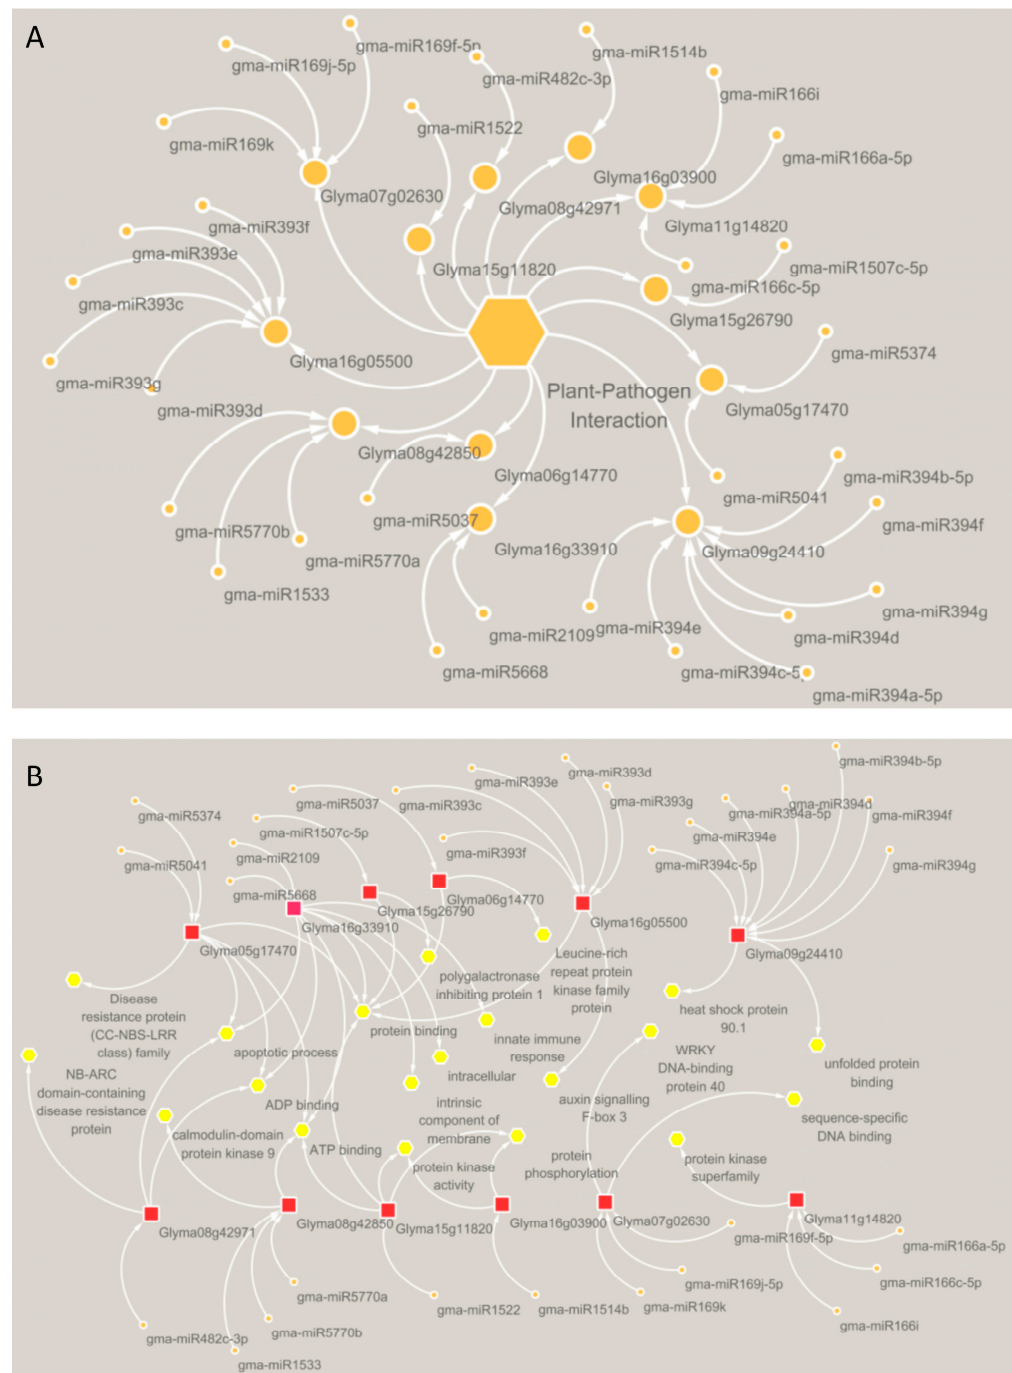 A
gma-miR169f-5p
gma-miR169j-5p
gma-miR1514b
gma-miR482c-3p
gma-miR166i
gma-miR1522
gma-miR169k
gma-miR166a-5p
Glyma16g03900
Glyma07g02630
Glyma08g42971
Glyma11g14820
gma-miR393f
gma-miR393e
Glyma15g11820
gma-miR1507c-5p
gma-miR166c-5p
gma-miR393c
Glyma15g26790
gma-miR5374
Glyma16g05500
gma-miR393g
Plant-Pathogen
Interaction
gma-miR393d
Glyma05g17470
Glyma08g42850
Glyma06g14770
gma-miR394b-5p
gma-miR5041
gma-miR5037
gma-miR394f
gma-miR5770b
Glyma16g33910
Glyma09g24410
gma-miR5770a
gma-miR1533
gma-miR394g
gma-miR2109
gma-miR394e
gma-miR394d
gma-miR5668
gma-miR394c-5p
gma-miR394a-5p
B
gma-miR394b-5p
gma-miR393d
gma-miR393e
gma-miR5037
gma-miR393c
gma-miR393g
gma-miR394d
gma-miR5374
gma-miR394a-5p
gma-miR394f
gma-miR1507c-5p
gma-miR394e
gma-miR2109
gma-miR393f
gma-miR5041
gma-miR394c-5p
gma-miR394g
gma-miR5668
Glyma06g14770
Glyma15g26790
Glyma16g33910
Glyma16g05500
Glyma05g17470
Glyma09g24410
Leucine-rich
repeat protein
kinase family
protein
polygalactronase
inhibiting protein 1
Disease
resistance protein
(CC-NBS-LRR
class) family
heat shock protein
90.1
protein binding
innate immune
response
apoptotic process
WRKY
DNA-binding
protein 40
unfolded protein
binding
intracellular
NB-ARC
domain-containing
disease resistance
protein
ADP binding
intrinsic
component of
membrane
auxin signalling
F-box 3
sequence-specific
DNA binding
calmodulin-domain
protein kinase 9
ATP binding
protein
phosphorylation
protein kinase
superfamily
protein kinase
activity
Glyma08g42971
Glyma08g42850
Glyma15g11820
Glyma16g03900
Glyma07g02630
Glyma11g14820
gma-miR169f-5p
gma-miR166a-5p
gma-miR169j-5p
gma-miR166c-5p
gma-miR5770a
gma-miR1522
gma-miR1514b
gma-miR169k
gma-miR166i
gma-miR5770b
gma-miR482c-3p
gma-miR1533